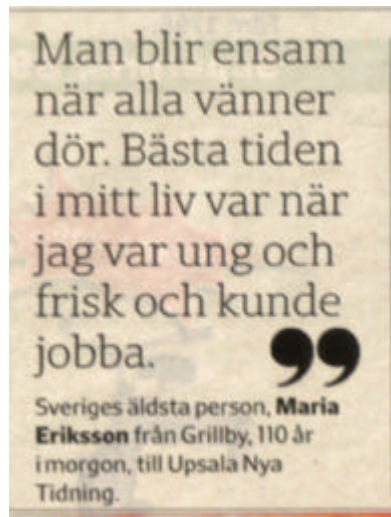 Man blir ensam
när alla vänner
dör. Bästa tiden
i mitt liv var när
jag var ung och
frisk och kunde
jobba. ”
Sveriges äldsta person, Maria
Eriksson från Grillby, 110 år
i morgon, till Upsala Nya
Tidning.